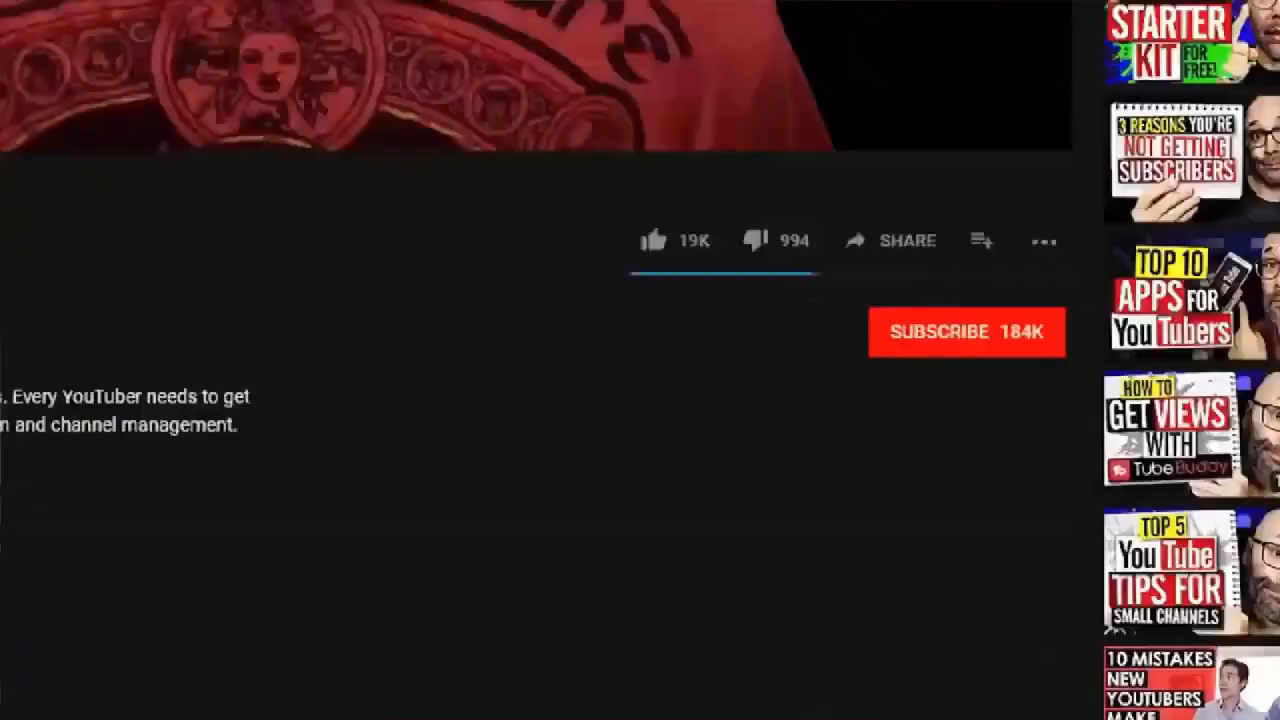 19K 994 SHARE
SUBSCRIBE 184K
. Every YouTuber needs to get
and channel management.
STARTER
KIT FOR
FREE!
3 REASONS YOU'RE
NOT GETTING
SUBSCRIBERS
TOP 10
APPS FOR
YouTubers
HOW TO
GET VIEWS
WITH
TubeBuddy
TOP 5
YouTube
TIPS FOR
SMALL CHANNELS
10 MISTAKES
NEW
YOUTUBERS
MAKE